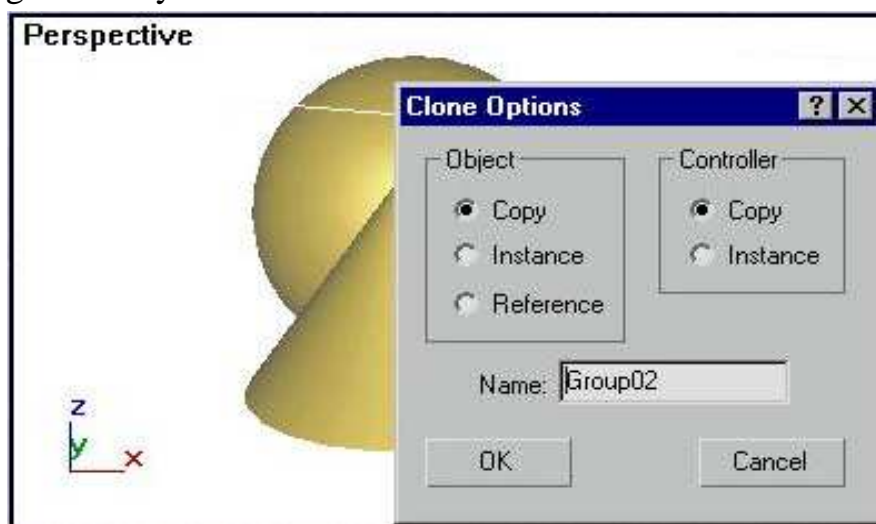 Perspective
Clone Options
Object
Copy
Instance
Reference
Controller
Copy
Instance
Name: Group02
OK
Cancel
z
y
x